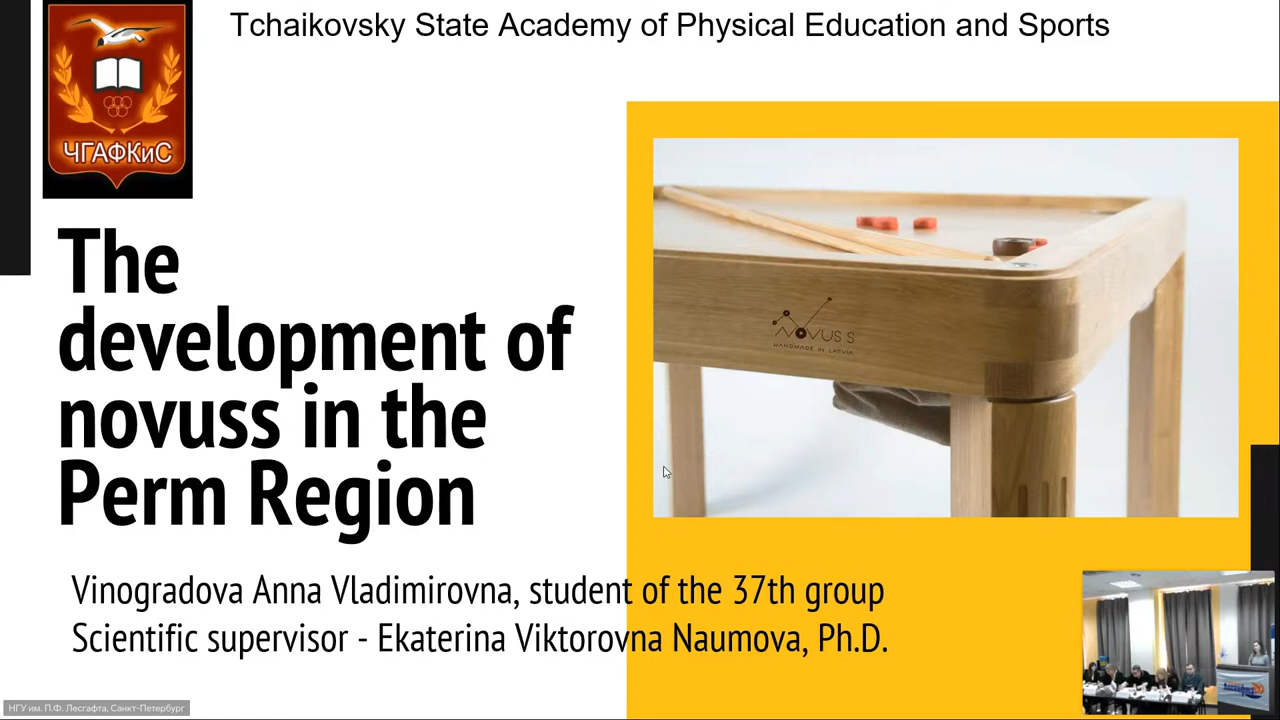 Tchaikovsky State Academy of Physical Education and Sports
ЧГАФКиС
The
development of
novuss in the
Perm Region
NOVUSS
HANDMADE IN LATVIA
Vinogradova Anna Vladimirovna, student of the 37th group
Scientific supervisor - Ekaterina Viktorovna Naumova, Ph.D.
НГУ им. П.Ф. Лесгафта, Санкт-Петербург